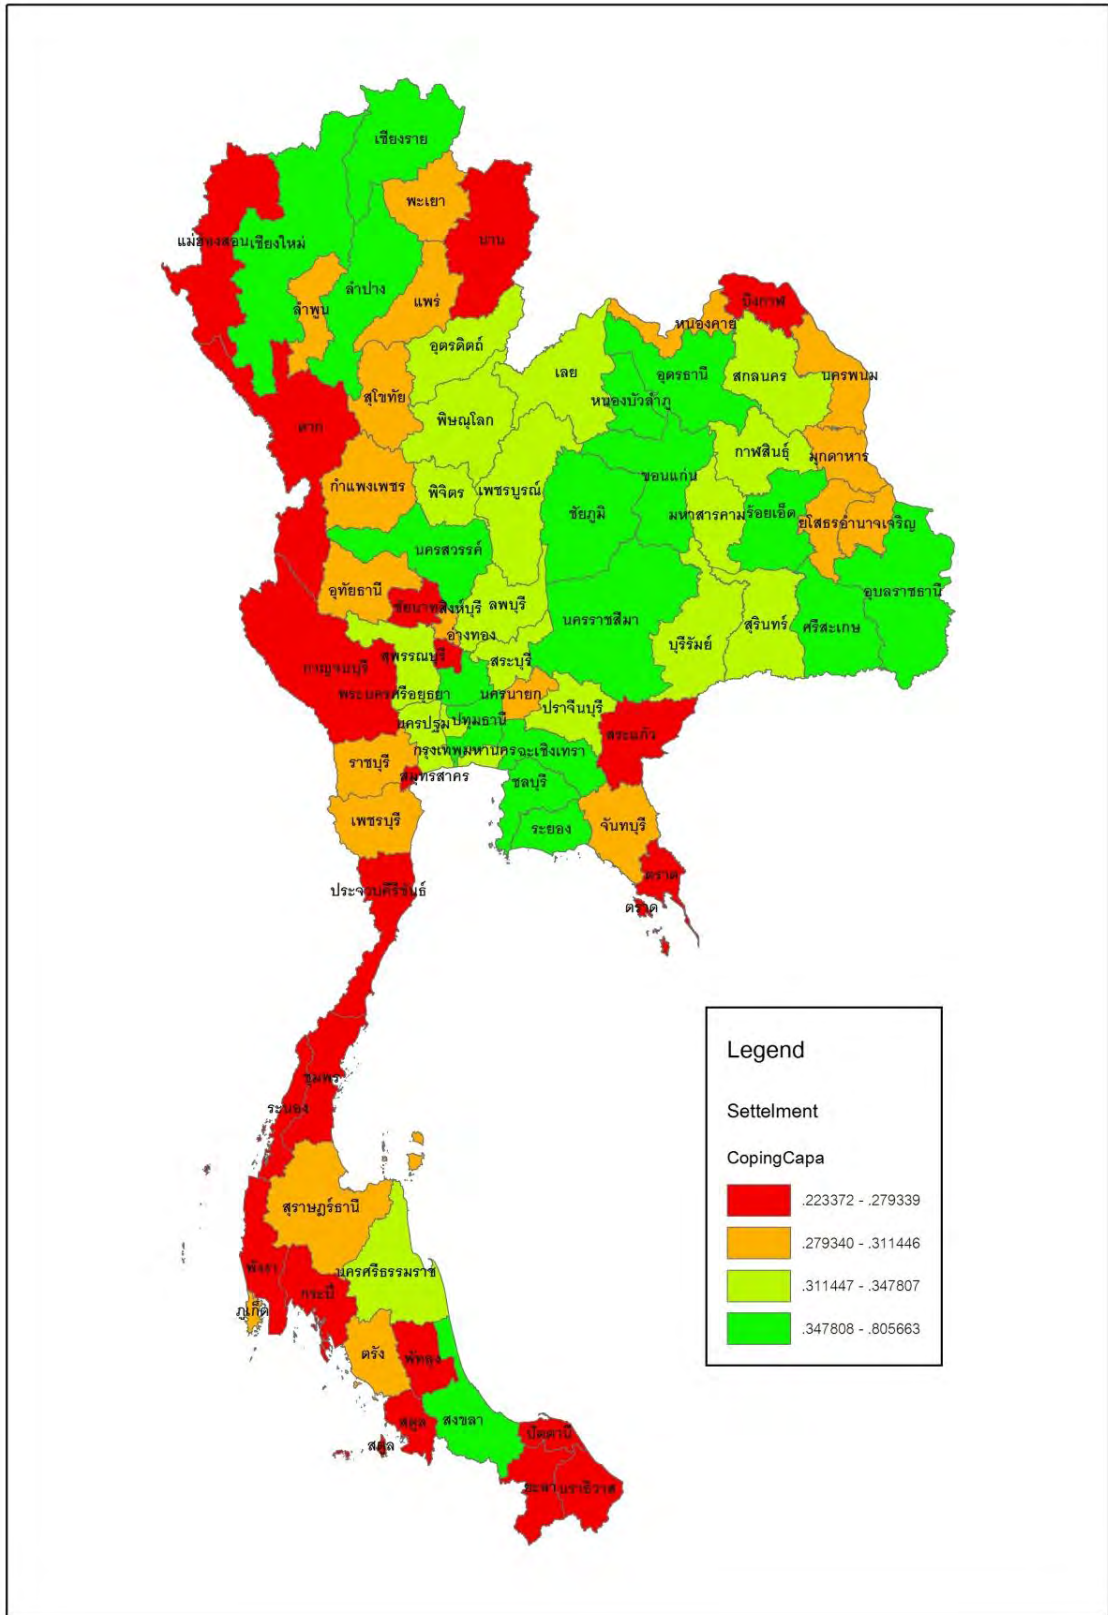 เชียงราย
พะเยา
น่าน
แม่ฮ่องสอน
เชียงใหม่
ลำปาง
แพร่
ลำพูน
บึงกาฬ
หนองคาย
อุตรดิตถ์
เลย
อุดรธานี
สกลนคร
นครพนม
สุโขทัย
หนองบัวลำภู
พิษณุโลก
ตาก
กาฬสินธุ์
มุกดาหาร
ขอนแก่น
กำแพงเพชร
พิจิตร
เพชรบูรณ์
ชัยภูมิ
มหาสารคาม
ร้อยเอ็ด
ยโสธร
อำนาจเจริญ
นครสวรรค์
อุทัยธานี
อุบลราชธานี
ชัยนาท
สิงห์บุรี
ลพบุรี
นครราชสีมา
สุรินทร์
ศรีสะเกษ
อ่างทอง
บุรีรัมย์
สุพรรณบุรี
สระบุรี
กาญจนบุรี
พระนครศรีอยุธยา
นครนายก
ปราจีนบุรี
นครปฐม
ปทุมธานี
สระแก้ว
กรุงเทพมหานคร
ฉะเชิงเทรา
ราชบุรี
สมุทรสาคร
ชลบุรี
เพชรบุรี
ระยอง
จันทบุรี
ตราด
ประจวบคีรีขันธ์
ตราด
ชุมพร
ระนอง
สุราษฎร์ธานี
พังงา
นครศรีธรรมราช
กระบี่
ภูเก็ต
ตรัง
พัทลุง
สตูล
สงขลา
ปัตตานี
สตูล
ยะลา
นราธิวาส
Legend
Settelment
CopingCapa
.223372 - .279339
.279340 - .311446
.311447 - .347807
.347808 - .805663